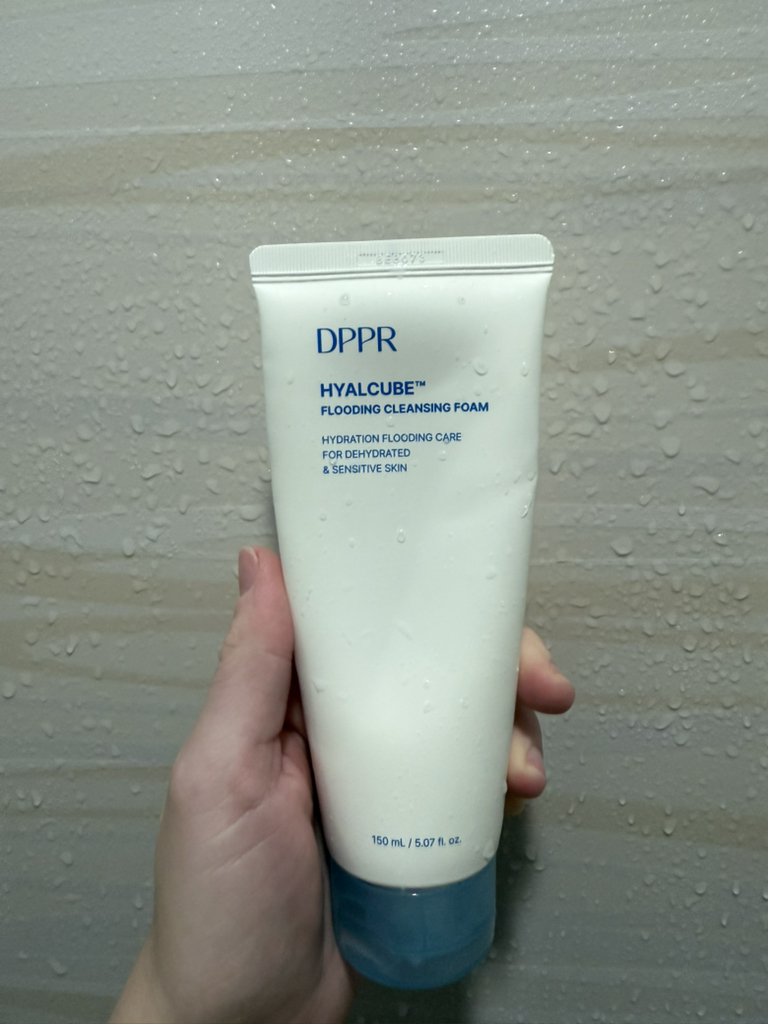 DPPR
HYALCUBE™
FLOODING CLEANSING FOAM
HYDRATION FLOODING CARE
FOR DEHYDRATED
& SENSITIVE SKIN
150 mL / 5.07 fl. oz.